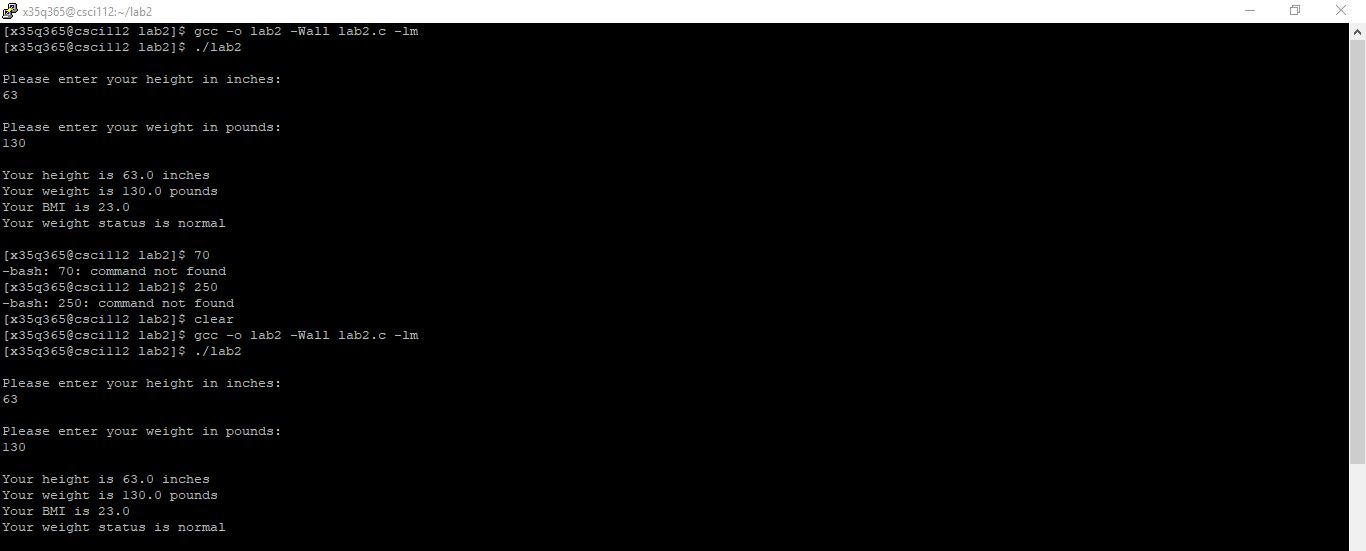 x35q365@csci112:~/lab2
[x35q365@csci112 lab2]$ gcc -o lab2 -Wall lab2.c -lm
[x35q365@csci112 lab2]$ ./lab2
Please enter your height in inches:
63
Please enter your weight in pounds:
130
Your height is 63.0 inches
Your weight is 130.0 pounds
Your BMI is 23.0
Your weight status is normal
[x35q365@csci112 lab2]$ 70
-bash: 70: command not found
[x35q365@csci112 lab2]$ 250
-bash: 250: command not found
[x35q365@csci112 lab2]$ clear
[x35q365@csci112 lab2]$ gcc -o lab2 -Wall lab2.c -lm
[x35q365@csci112 lab2]$ ./lab2
Please enter your height in inches:
63
Please enter your weight in pounds:
130
Your height is 63.0 inches
Your weight is 130.0 pounds
Your BMI is 23.0
Your weight status is normal